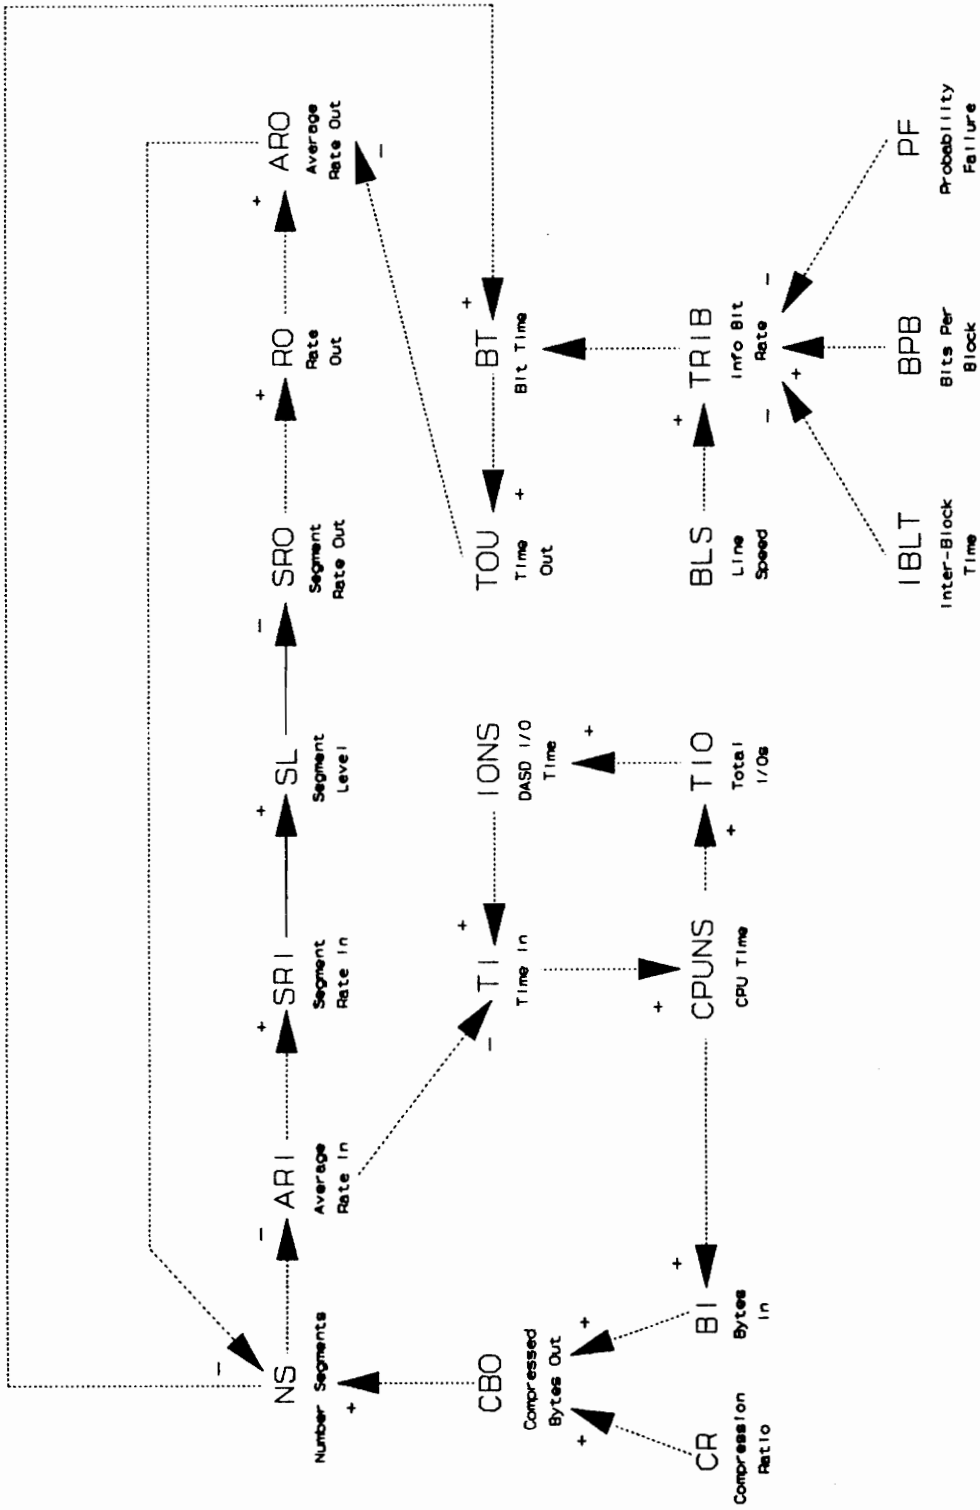 −
NS
Number Segments
−
ARI
Average
Rate In
+
SRI
Segment
Rate In
+
SL
Segment
Level
−
SRO
Segment
Rate Out
+
RO
Rate
Out
+
ARO
Average
Rate Out
−
+
CBO
Compressed
Bytes Out
−
TI
Time In
+
IONS
DASD I/O
Time
TOU
Time
Out
+
BT
Bit Time
+
+
CR
Compression
Ratio
+
BI
Bytes
In
+
+
CPUNS
CPU Time
+
TIO
Total
I/Os
+
BLS
Line
Speed
+
TRIB
Info Bit
Rate
−
+
−
IBLT
Inter-Block
Time
BPB
Bits Per
Block
PF
Probability
Failure